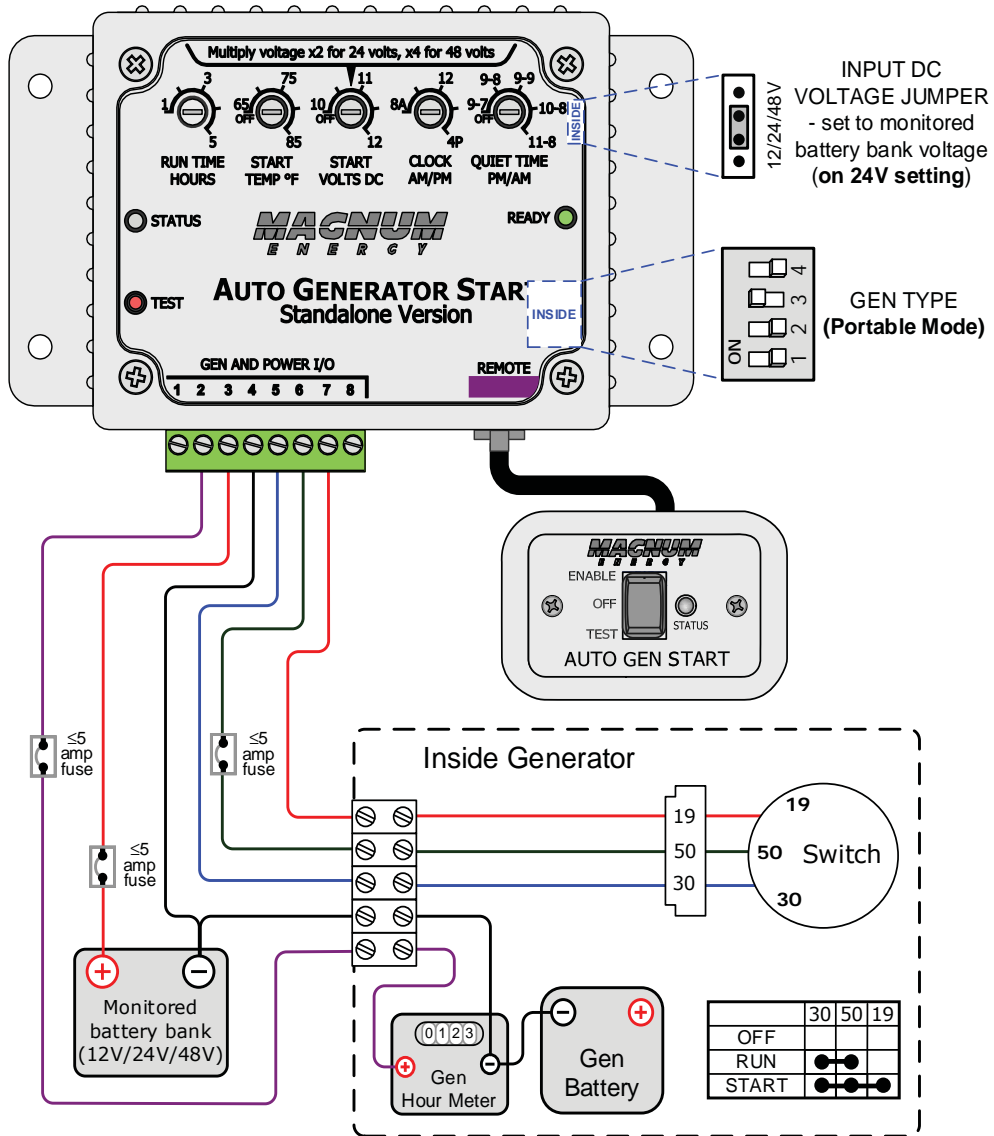 Multiply voltage x2 for 24 volts, x4 for 48 volts
1 3 5
RUN TIME
HOURS
65 OFF 75 85
START
TEMP ºF
10 OFF 11 12
START
VOLTS DC
8A 12 4P
CLOCK
AM/PM
9-7 OFF 9-8 9-9 10-8 11-8
QUIET TIME
PM/AM
INSIDE
12/24/48V
INPUT DC
VOLTAGE JUMPER
- set to monitored
battery bank voltage
(on 24V setting)
STATUS
MAGNUM
ENERGY
READY
TEST
AUTO GENERATOR STAR
Standalone Version
INSIDE
ON
1 2 3 4
GEN TYPE
(Portable Mode)
GEN AND POWER I/O
1 2 3 4 5 6 7 8
REMOTE
MAGNUM
ENERGY
ENABLE
OFF
TEST
STATUS
AUTO GEN START
≤5
amp
fuse
≤5
amp
fuse
≤5
amp
fuse
Inside Generator
19
50
30
19
50
30
Switch
+ −
Monitored
battery bank
(12V/24V/48V)
0 1 2 3
+ −
Gen
Hour Meter
− +
Gen
Battery
30 50 19
OFF
RUN
START